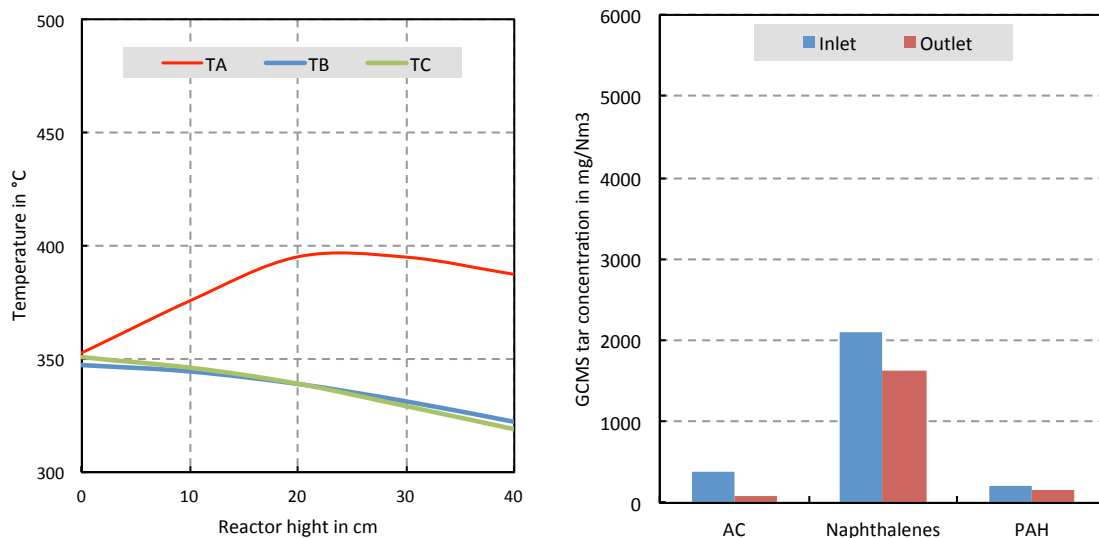 500
450
400
350
300
Temperature in °C
TA TB TC
0 10 20 30 40
Reactor hight in cm
6000
5000
4000
3000
2000
1000
0
GCMS tar concentration in mg/Nm3
Inlet Outlet
AC Naphthalenes PAH